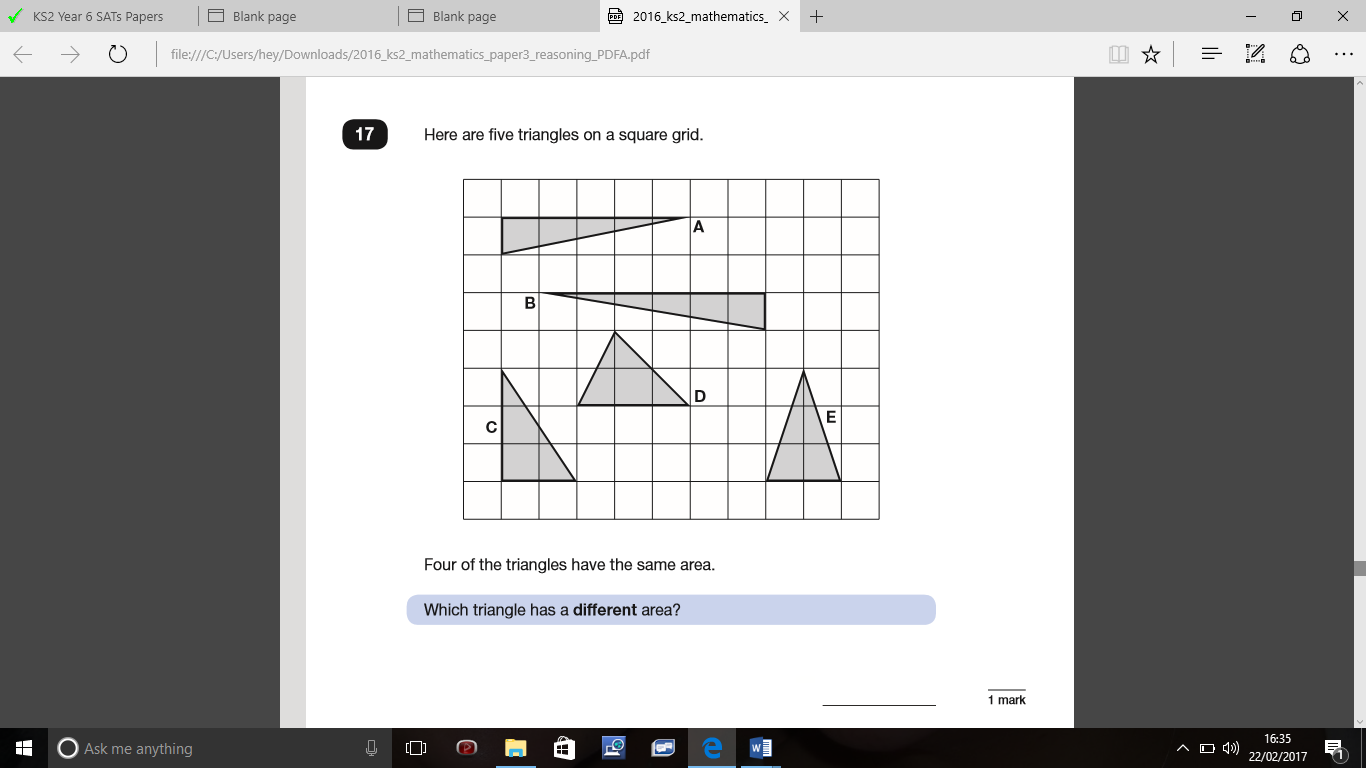 KS2 Year 6 SATs Papers
Blank page
Blank page
2016_ks2_mathematics_
file:///C:/Users/hey/Downloads/2016_ks2_mathematics_paper3_reasoning_PDFA.pdf
17
Here are five triangles on a square grid.
A
B
D
C
E
Four of the triangles have the same area.
Which triangle has a different area?
1 mark
Ask me anything
16:35
22/02/2017
1